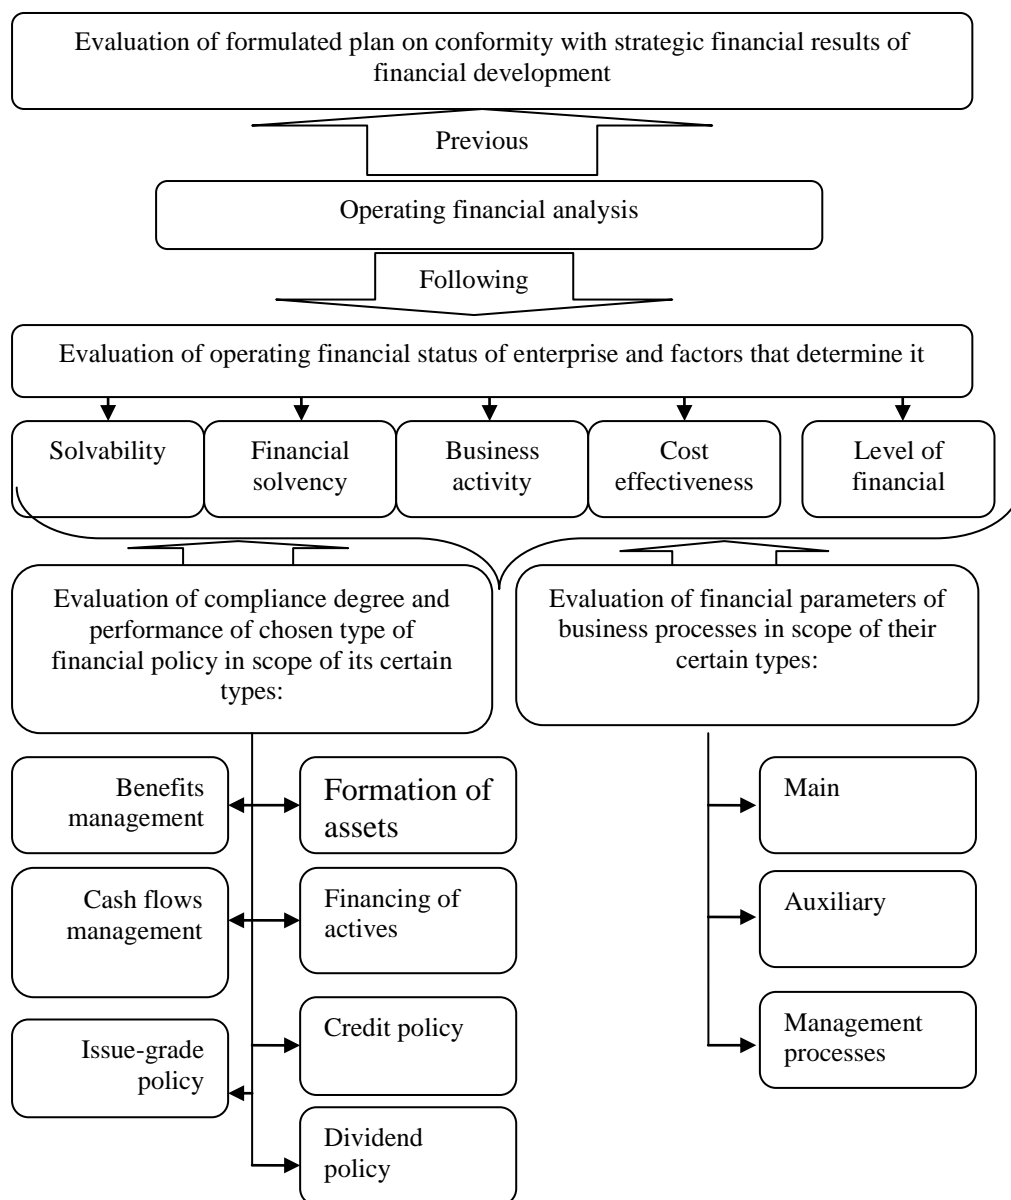 Evaluation of formulated plan on conformity with strategic financial results of
financial development
Previous
Operating financial analysis
Following
Evaluation of operating financial status of enterprise and factors that determine it
Solvability
Financial
solvency
Business
activity
Cost
effectiveness
Level of
financial
Evaluation of compliance degree and
performance of chosen type of
financial policy in scope of its certain
types:
Evaluation of financial parameters of
business processes in scope of their
certain types:
Benefits
management
Formation of
assets
Main
Cash flows
management
Financing of
actives
Auxiliary
Issue-grade
policy
Credit policy
Management
processes
Dividend
policy